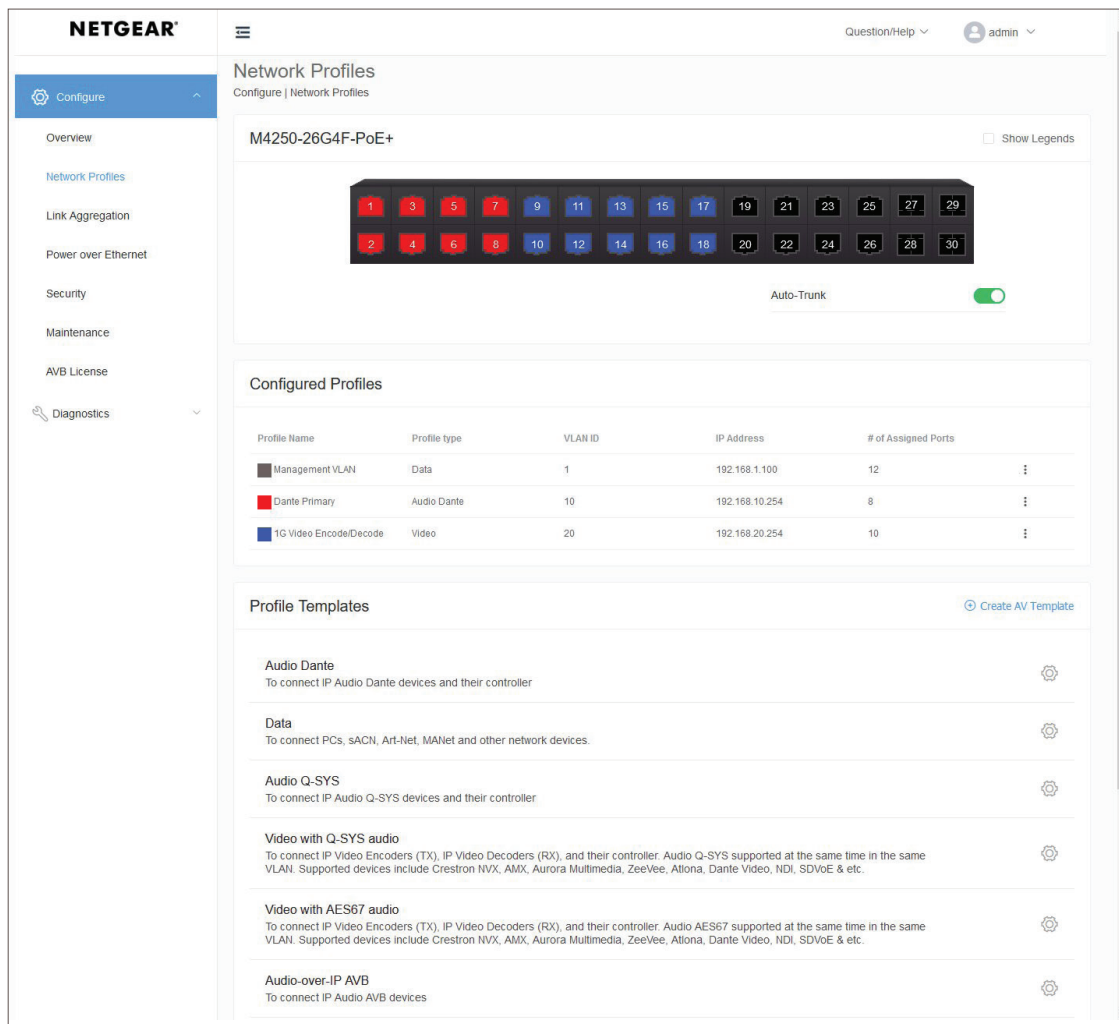 NETGEAR®
Question/Help
admin
Configure
Overview
Network Profiles
Link Aggregation
Power over Ethernet
Security
Maintenance
AVB License
Diagnostics
Network Profiles
Configure | Network Profiles
M4250-26G4F-PoE+
Show Legends
1 3 5 7 9 11 13 15 17 19 21 23 25 27 29
2 4 6 8 10 12 14 16 18 20 22 24 26 28 30
Auto-Trunk
Configured Profiles
Profile Name Profile type VLAN ID IP Address # of Assigned Ports
Management VLAN Data 1 192.168.1.100 12
Dante Primary Audio Dante 10 192.168.10.254 8
1G Video Encode/Decode Video 20 192.168.20.254 10
Profile Templates
Create AV Template
Audio Dante
To connect IP Audio Dante devices and their controller
Data
To connect PCs, sACN, Art-Net, MANet and other network devices.
Audio Q-SYS
To connect IP Audio Q-SYS devices and their controller
Video with Q-SYS audio
To connect IP Video Encoders (TX), IP Video Decoders (RX), and their controller. Audio Q-SYS supported at the same time in the same
VLAN. Supported devices include Crestron NVX, AMX, Aurora Multimedia, ZeeVee, Atlona, Dante Video, NDI, SDVoE & etc.
Video with AES67 audio
To connect IP Video Encoders (TX), IP Video Decoders (RX), and their controller. Audio AES67 supported at the same time in the same
VLAN. Supported devices include Crestron NVX, AMX, Aurora Multimedia, ZeeVee, Atlona, Dante Video, NDI, SDVoE & etc.
Audio-over-IP AVB
To connect IP Audio AVB devices